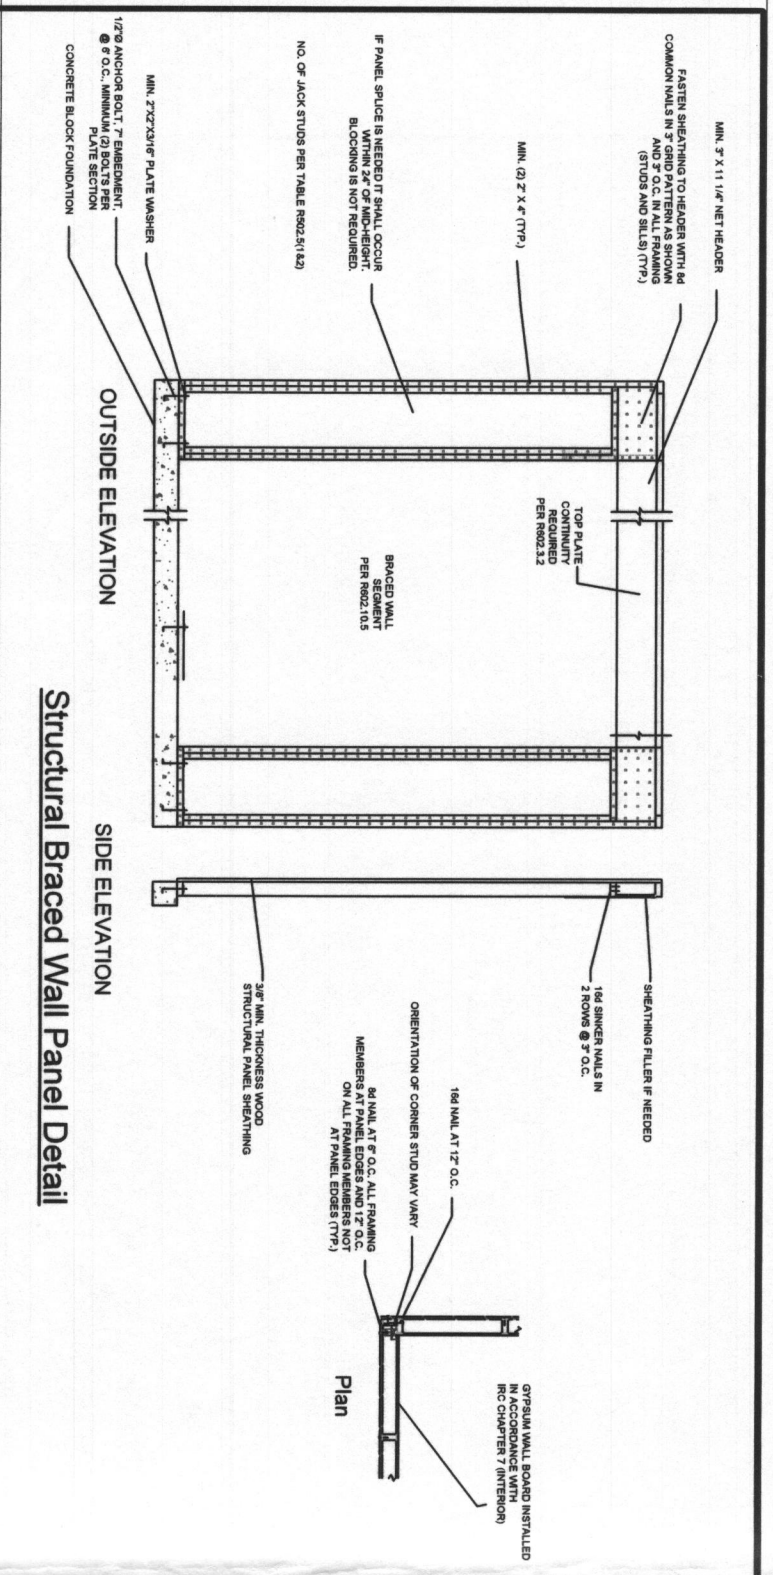 MIN. 3" X 11 1/4" NET HEADER
FASTEN SHEATHING TO HEADER WITH 8d
COMMON NAILS IN 3" GRID PATTERN AS SHOWN
AND 3" O.C. IN ALL FRAMING
(STUDS AND SILLS) (TYP.)
MIN. (2) 2" X 4" (TYP.)
IF PANEL SPLICE IS NEEDED IT SHALL OCCUR
WITHIN 24" OF MID-HEIGHT.
BLOCKING IS NOT REQUIRED.
NO. OF JACK STUDS PER TABLE R502.5(1&2)
MIN. 2"X2"X3/16" PLATE WASHER
1/2"Ø ANCHOR BOLT, 7" EMBEDMENT,
@ 6' O.C., MINIMUM (2) BOLTS PER
PLATE SECTION
CONCRETE BLOCK FOUNDATION
TOP PLATE
CONTINUITY
REQUIRED
PER R602.3.2
BRACED WALL
SEGMENT
PER R602.10.5
OUTSIDE ELEVATION
SHEATHING FILLER IF NEEDED
16d SINKER NAILS IN
2 ROWS @ 3" O.C.
3/8" MIN. THICKNESS WOOD
STRUCTURAL PANEL SHEATHING
SIDE ELEVATION
16d NAIL AT 12" O.C.
ORIENTATION OF CORNER STUD MAY VARY
8d NAIL AT 6" O.C. ALL FRAMING
MEMBERS AT PANEL EDGES AND 12" O.C.
ON ALL FRAMING MEMBERS NOT
AT PANEL EDGES (TYP.)
GYPSUM WALL BOARD INSTALLED
IN ACCORDANCE WITH
IRC CHAPTER 7 (INTERIOR)
Plan
Structural Braced Wall Panel Detail